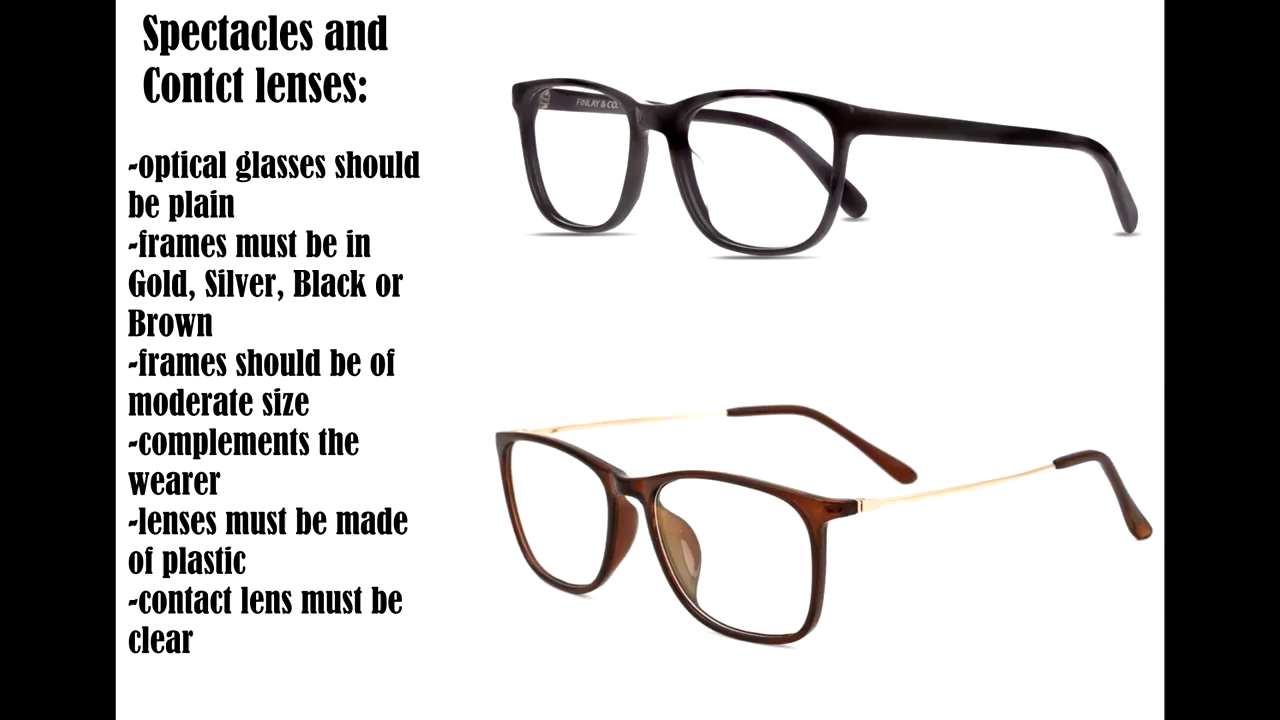 Spectacles and
Contct lenses:
-optical glasses should
be plain
-frames must be in
Gold, Silver, Black or
Brown
-frames should be of
moderate size
-complements the
wearer
-lenses must be made
of plastic
-contact lens must be
clear
FINLAY & CO.